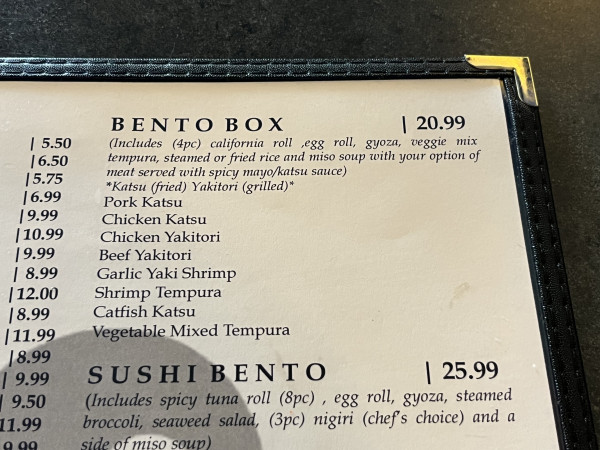 BENTO BOX | 20.99
(Includes (4pc) california roll ,egg roll, gyoza, veggie mix
tempura, steamed or fried rice and miso soup with your option of
meat served with spicy mayo/katsu sauce)
*Katsu (fried) Yakitori (grilled)*
Pork Katsu
Chicken Katsu
Chicken Yakitori
Beef Yakitori
Garlic Yaki Shrimp
Shrimp Tempura
Catfish Katsu
Vegetable Mixed Tempura
SUSHI BENTO | 25.99
(Includes spicy tuna roll (8pc) , egg roll, gyoza, steamed
broccoli, seaweed salad, (3pc) nigiri (chef's choice) and a
side of miso soup)
| 5.50
| 6.50
| 5.75
| 6.99
| 9.99
| 10.99
| 9.99
| 8.99
| 12.00
| 8.99
| 11.99
| 8.99
| 9.99
| 9.50
11.99
9.99